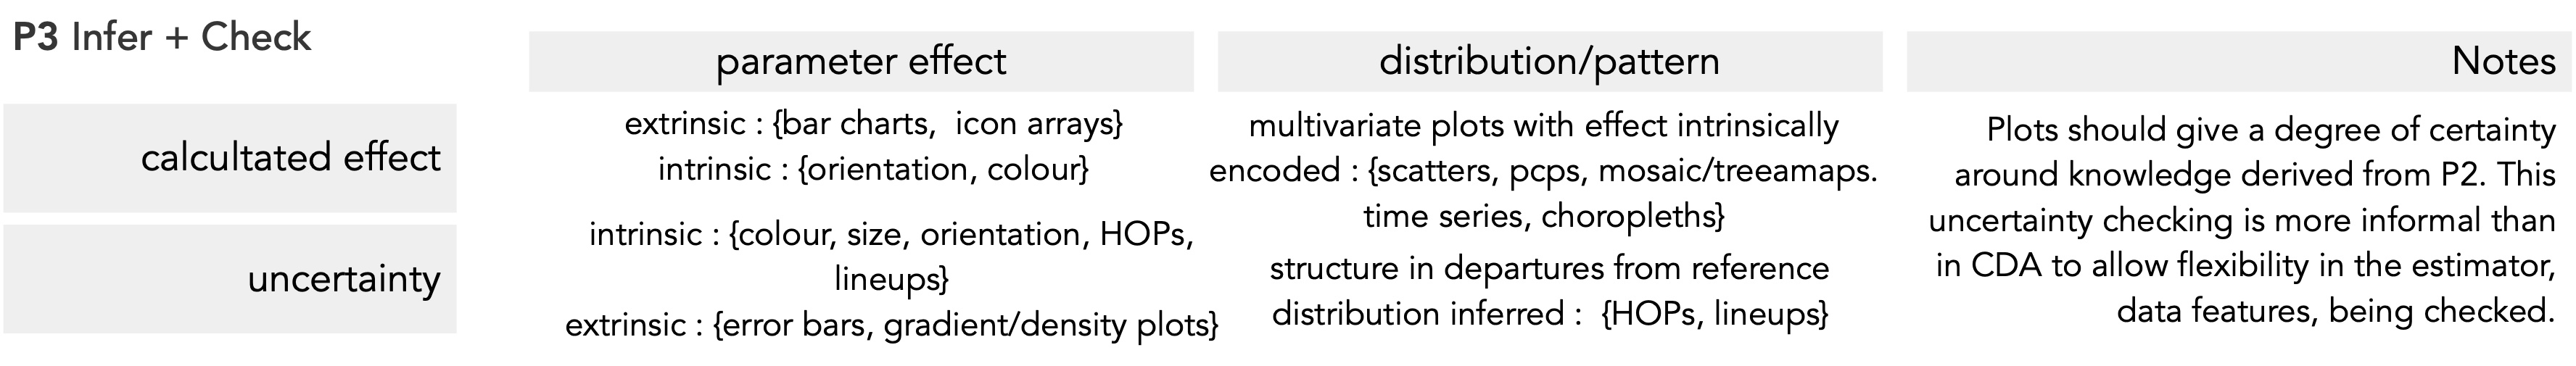 P3 Infer + Check
parameter effect
distribution/pattern
Notes
calcultated effect
extrinsic : {bar charts, icon arrays}
intrinsic : {orientation, colour}
multivariate plots with effect intrinsically
encoded : {scatters, pcps, mosaic/treeamaps.
time series, choropleths}
uncertainty
intrinsic : {colour, size, orientation, HOPs,
lineups}
extrinsic : {error bars, gradient/density plots}
structure in departures from reference
distribution inferred : {HOPs, lineups}
Plots should give a degree of certainty
around knowledge derived from P2. This
uncertainty checking is more informal than
in CDA to allow flexibility in the estimator,
data features, being checked.